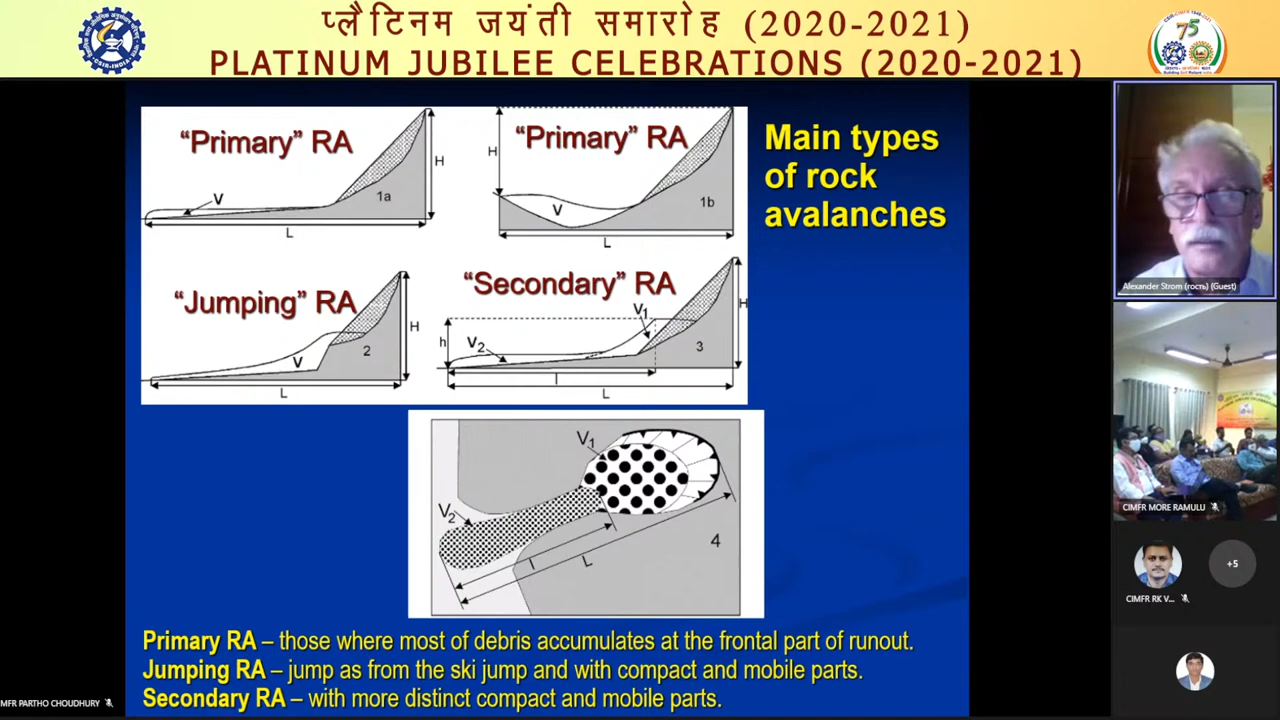 प्लैटिनम जयंती समारोह (2020-2021)
PLATINUM JUBILEE CELEBRATIONS (2020-2021)
CSIR-INDIA
75
"Primary" RA
H
1a
V
L
"Primary" RA
H
1b
V
L
Main types
of rock
avalanches
"Jumping" RA
H
2
V
L
"Secondary" RA
V1
H
h
V2
3
l
L
V1
V2
4
l
L
Primary RA – those where most of debris accumulates at the frontal part of runout.
Jumping RA – jump as from the ski jump and with compact and mobile parts.
Secondary RA – with more distinct compact and mobile parts.
Alexander Strom (гость) (Guest)
CIMFR MORE RAMULU
CIMFR RK V...
+5
MFR PARTHO CHOUDHURY